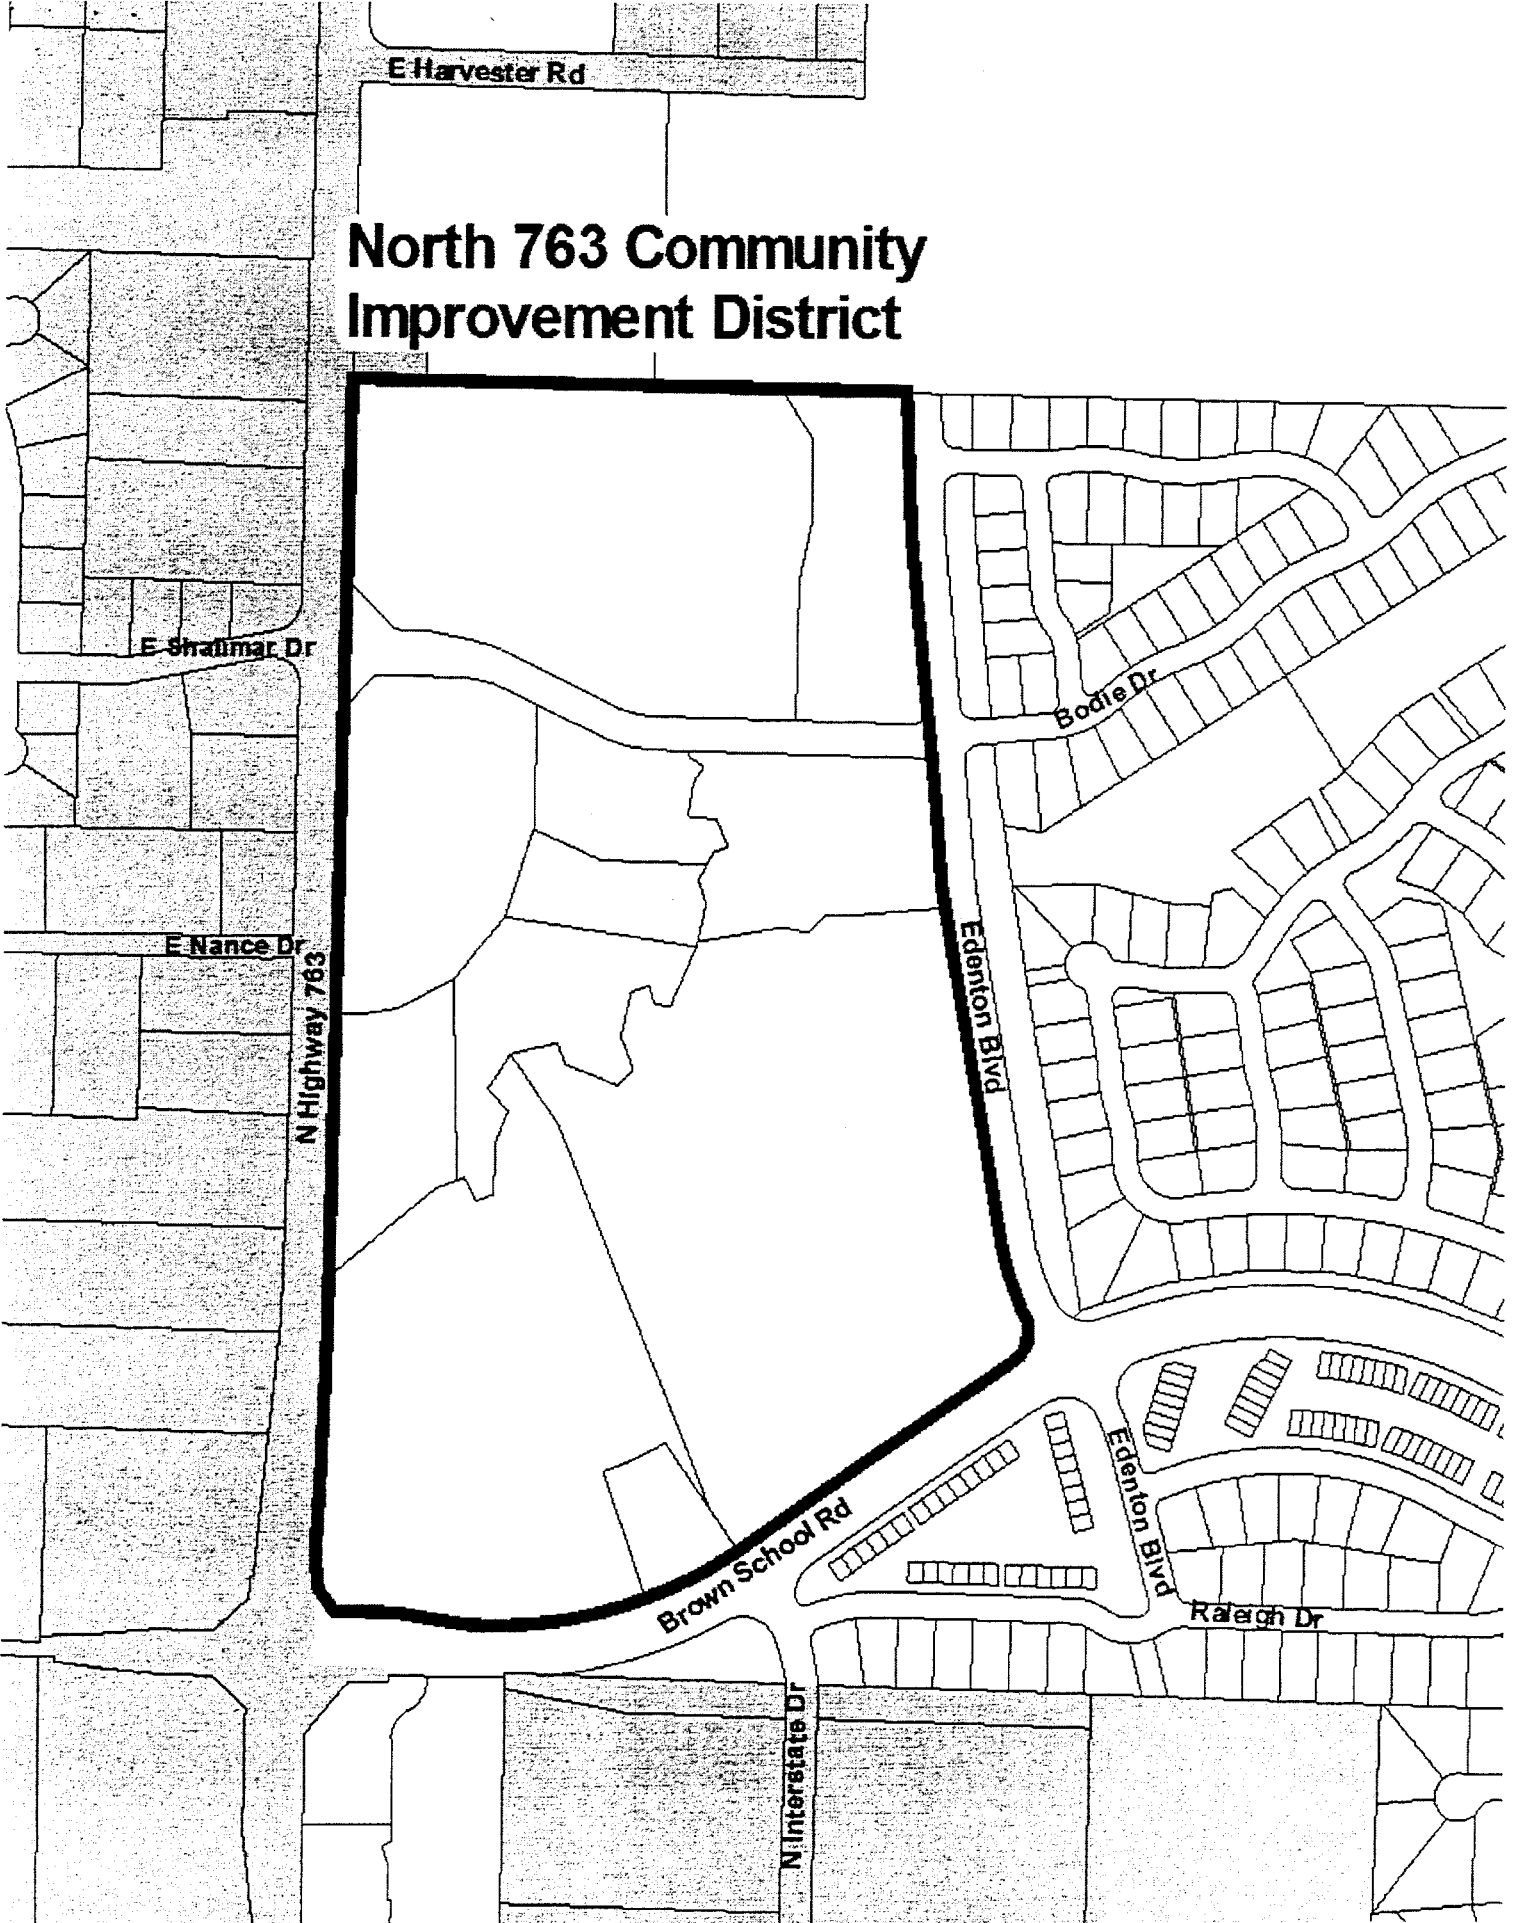 E Harvester Rd
North 763 Community
Improvement District
E Shalimar Dr
Bodie Dr
E Nance Dr
N Highway 763
Edenton Blvd
Edenton Blvd
Brown School Rd
Raleigh Dr
N Interstate Dr